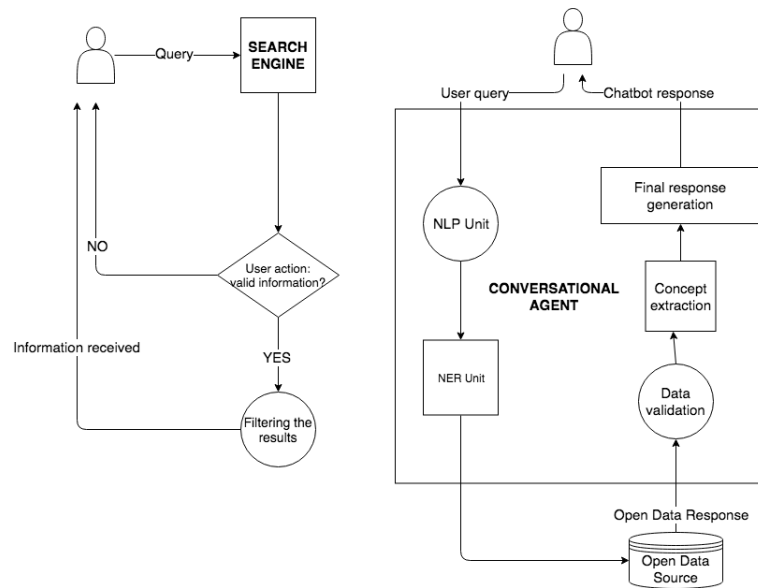 Query
SEARCH
ENGINE
NO
User action:
valid information?
Information received
YES
Filtering the
results
User query
Chatbot response
NLP Unit
Final response
generation
CONVERSATIONAL
AGENT
Concept
extraction
NER Unit
Data
validation
Open Data Response
Open Data
Source